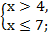 x > 4,
x ≤ 7;